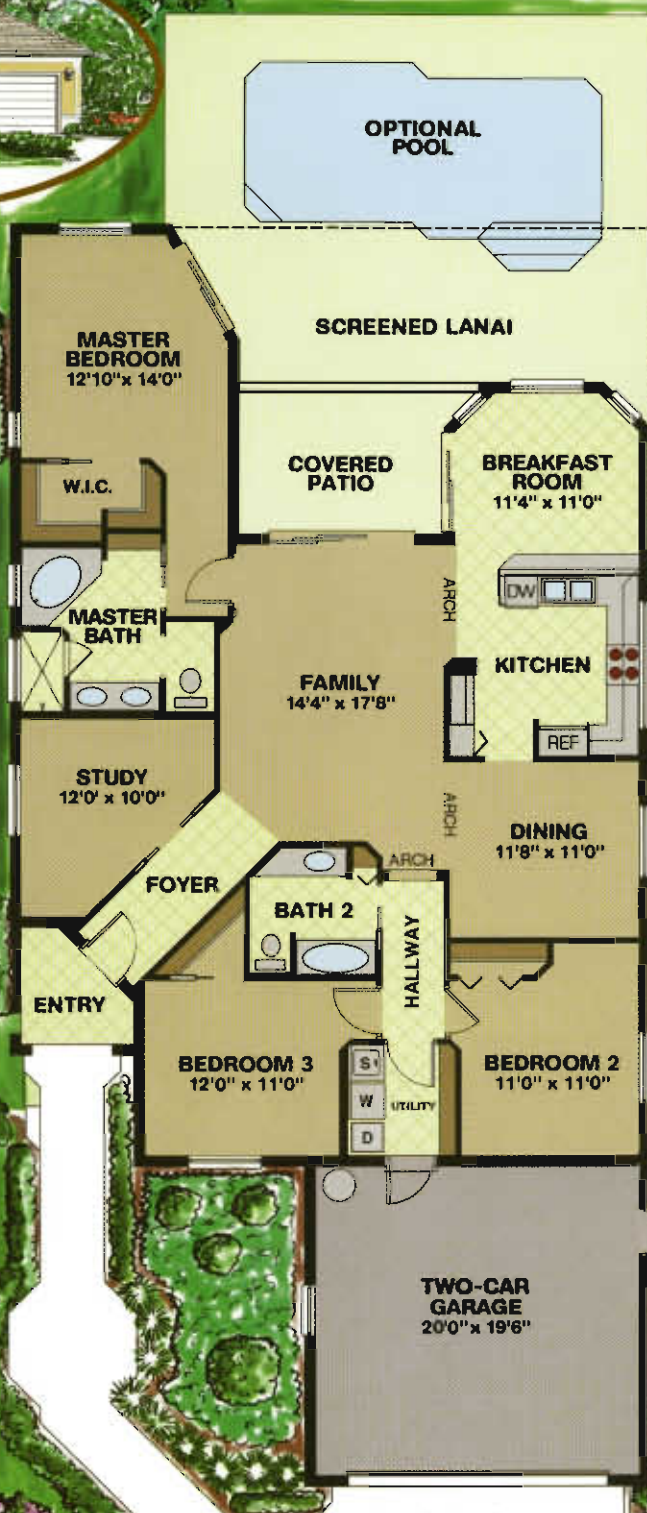 OPTIONAL
POOL
SCREENED LANAI
MASTER
BEDROOM
12'10" x 14'0"
W.I.C.
COVERED
PATIO
BREAKFAST
ROOM
11'4" x 11'0"
ARCH
DW
MASTER
BATH
FAMILY
14'4" x 17'8"
KITCHEN
REF
STUDY
12'0' x 10'0"
ARCH
DINING
11'8" x 11'0"
FOYER
ARCH
BATH 2
HALLWAY
ENTRY
BEDROOM 3
12'0" x 11'0"
S
W
D
UTILITY
BEDROOM 2
11'0" x 11'0"
TWO-CAR
GARAGE
20'0" x 19'6"